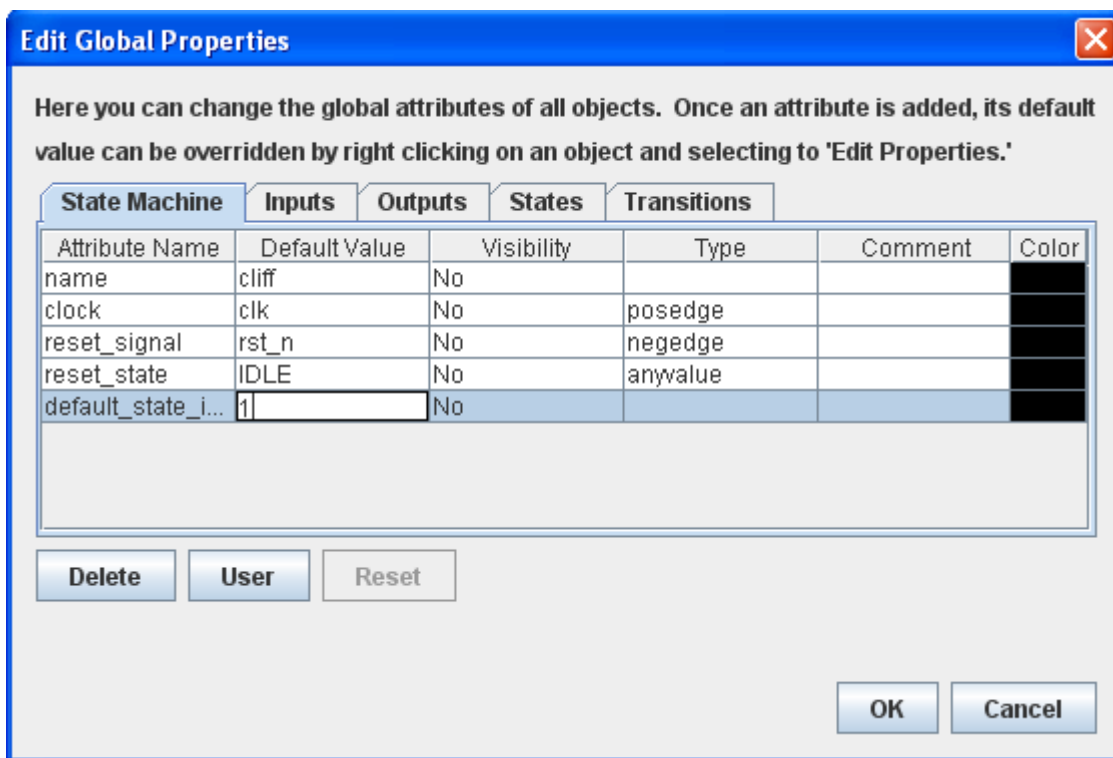 Edit Global Properties
Here you can change the global attributes of all objects.  Once an attribute is added, its default
value can be overridden by right clicking on an object and selecting to 'Edit Properties.'
State Machine Inputs Outputs States Transitions
Attribute Name Default Value Visibility Type Comment Color
name cliff No
clock clk No posedge
reset_signal rst_n No negedge
reset_state IDLE No anyvalue
default_state_i... 1 No
Delete User Reset
OK Cancel